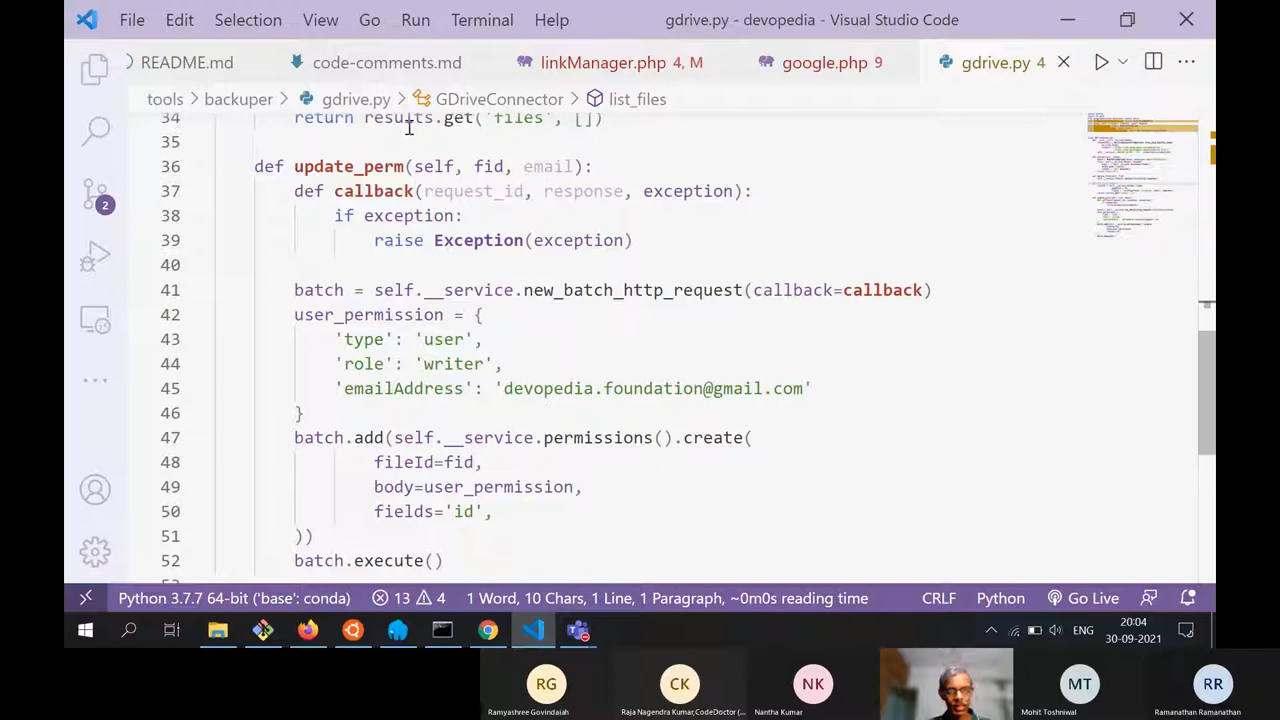 File Edit Selection View Go Run Terminal Help gdrive.py - devopedia - Visual Studio Code
README.md code-comments.md linkManager.php 4, M google.php 9 gdrive.py 4
tools > backuper > gdrive.py > GDriveConnector > list_files
34 return results.get('files', [])
35
36 def update_perm fid, email):
37 def callbac est_id, response, exception):
38 if exception:
39 raise Exception(exception)
40
41 batch = self.__service.new_batch_http_request(callback=callback)
42 user_permission = {
43 'type': 'user',
44 'role': 'writer',
45 'emailAddress': 'devopedia.foundation@gmail.com'
46 }
47 batch.add(self.__service.permissions().create(
48 fileId=fid,
49 body=user_permission,
50 fields='id',
51 ))
52 batch.execute()
2
Python 3.7.7 64-bit ('base': conda) 13 4 1 Word, 10 Chars, 1 Line, 1 Paragraph, ~0m0s reading time CRLF Python Go Live
ENG 20:04
30-09-2021
RG CK NK MT RR
Ramyashree Govindaiah Raja Nagendra Kumar,CodeDoctor (... Nantha Kumar Mohit Toshniwal Ramanathan Ramanathan